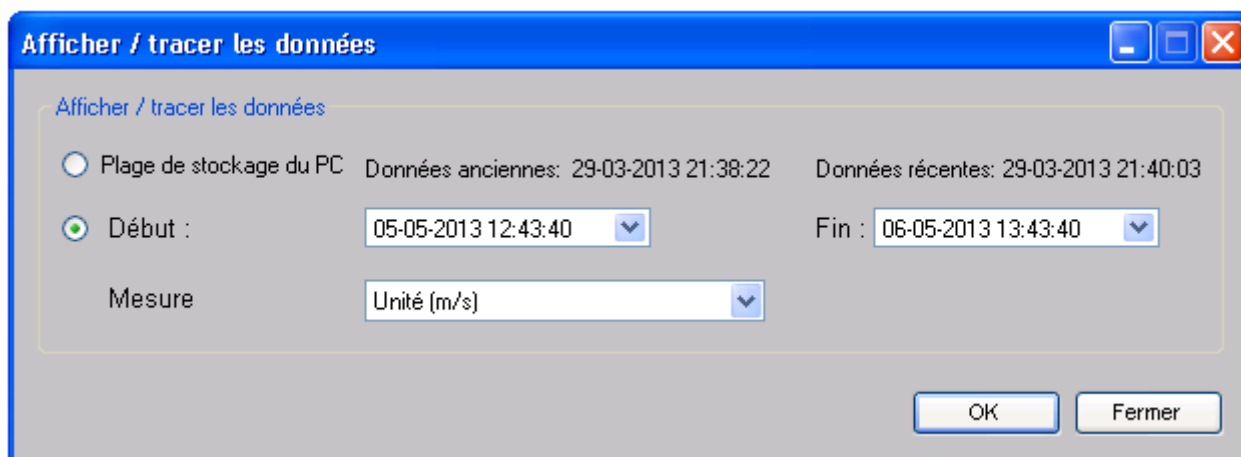 Afficher / tracer les données
Afficher / tracer les données
Plage de stockage du PC Données anciennes: 29-03-2013 21:38:22 Données récentes: 29-03-2013 21:40:03
Début : 05-05-2013 12:43:40 Fin : 06-05-2013 13:43:40
Mesure Unité (m/s)
OK Fermer